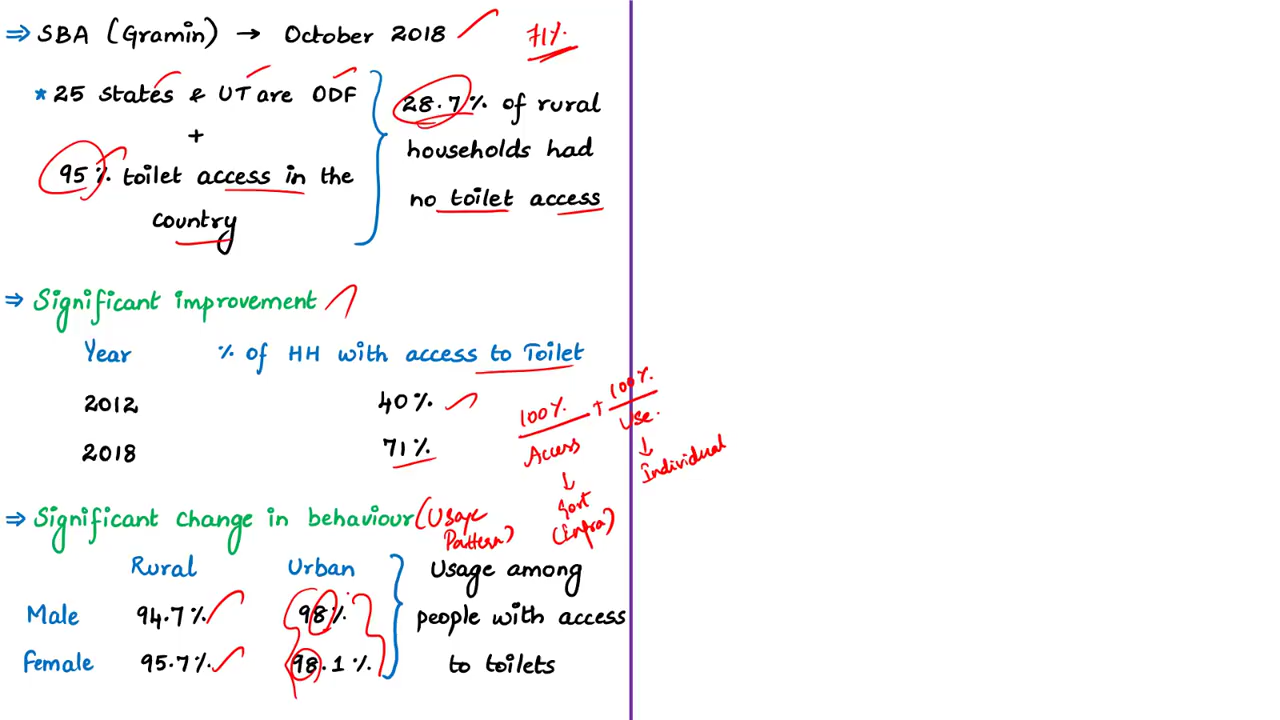 ⇒ SBA (Gramin) → October 2018
71%
* 25 states & UT are ODF
+
95% toilet access in the
country
28.7% of rural
households had
no toilet access
⇒ Significant improvement
Year % of HH with access to Toilet
2012 40%
2018 71%
100% + 100%
Access Use.
↓ ↓
Govt Individual
(infra)
⇒ Significant change in behaviour (Usage
Pattern)
Rural Urban
Male 94.7% 98%
Female 95.7% 98.1%
Usage among
people with access
to toilets